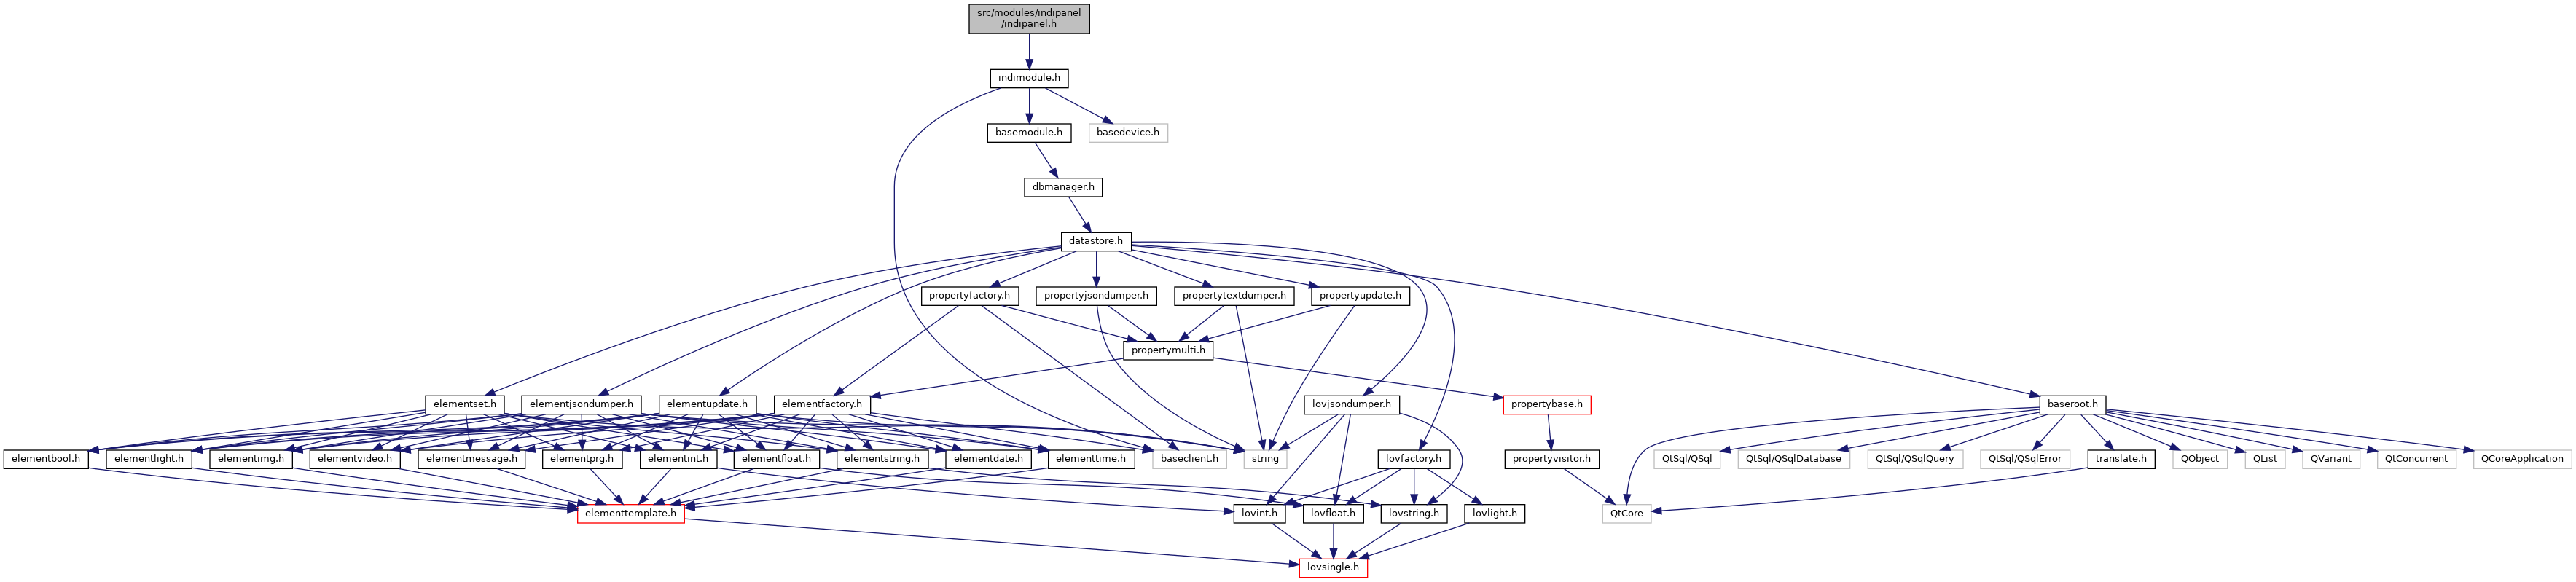 src/modules/indipanel
/indipanel.h
indimodule.h
basemodule.h
basedevice.h
dbmanager.h
datastore.h
propertyfactory.h
propertyjsondumper.h
propertytextdumper.h
propertyupdate.h
propertymulti.h
elementset.h
elementjsondumper.h
elementupdate.h
elementfactory.h
lovjsondumper.h
propertybase.h
baseroot.h
elementbool.h
elementlight.h
elementimg.h
elementvideo.h
elementmessage.h
elementprg.h
elementint.h
elementfloat.h
elementstring.h
elementdate.h
elementtime.h
baseclient.h
string
lovfactory.h
propertyvisitor.h
QtSql/QSql
QtSql/QSqlDatabase
QtSql/QSqlQuery
QtSql/QSqlError
translate.h
QObject
QList
QVariant
QtConcurrent
QCoreApplication
elementtemplate.h
lovint.h
lovfloat.h
lovstring.h
lovlight.h
QtCore
lovsingle.h